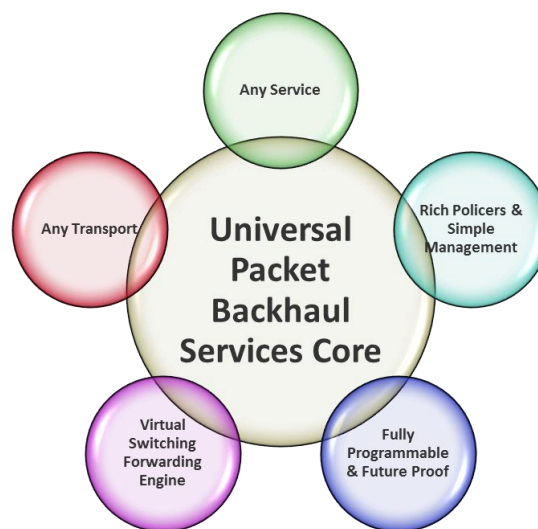 Any Service
Any Transport
Rich Policers &
Simple
Management
Universal
Packet
Backhaul
Services Core
Virtual
Switching
Forwarding
Engine
Fully
Programmable
& Future Proof